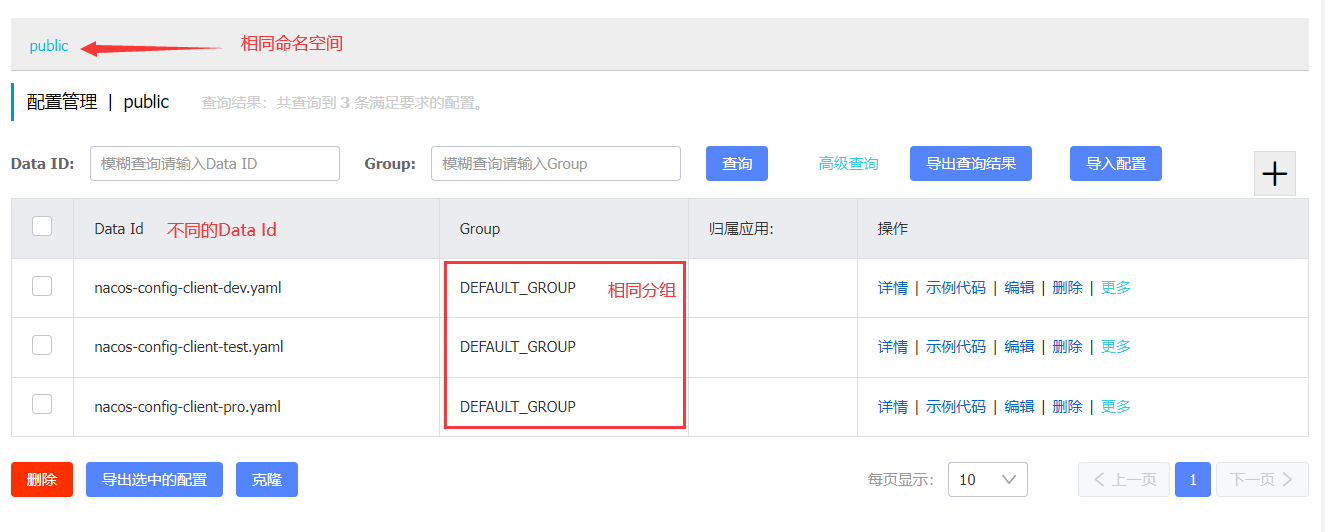 public 相同命名空间
配置管理 | public 查询结果：共查询到 3 条满足要求的配置。
Data ID: 模糊查询请输入Data ID Group: 模糊查询请输入Group 查询 高级查询 导出查询结果 导入配置
Data Id 不同的Data Id Group 归属应用: 操作
nacos-config-client-dev.yaml DEFAULT_GROUP 相同分组 详情 | 示例代码 | 编辑 | 删除 | 更多
nacos-config-client-test.yaml DEFAULT_GROUP 详情 | 示例代码 | 编辑 | 删除 | 更多
nacos-config-client-pro.yaml DEFAULT_GROUP 详情 | 示例代码 | 编辑 | 删除 | 更多
删除 导出选中的配置 克隆 每页显示： 10 上一页 1 下一页